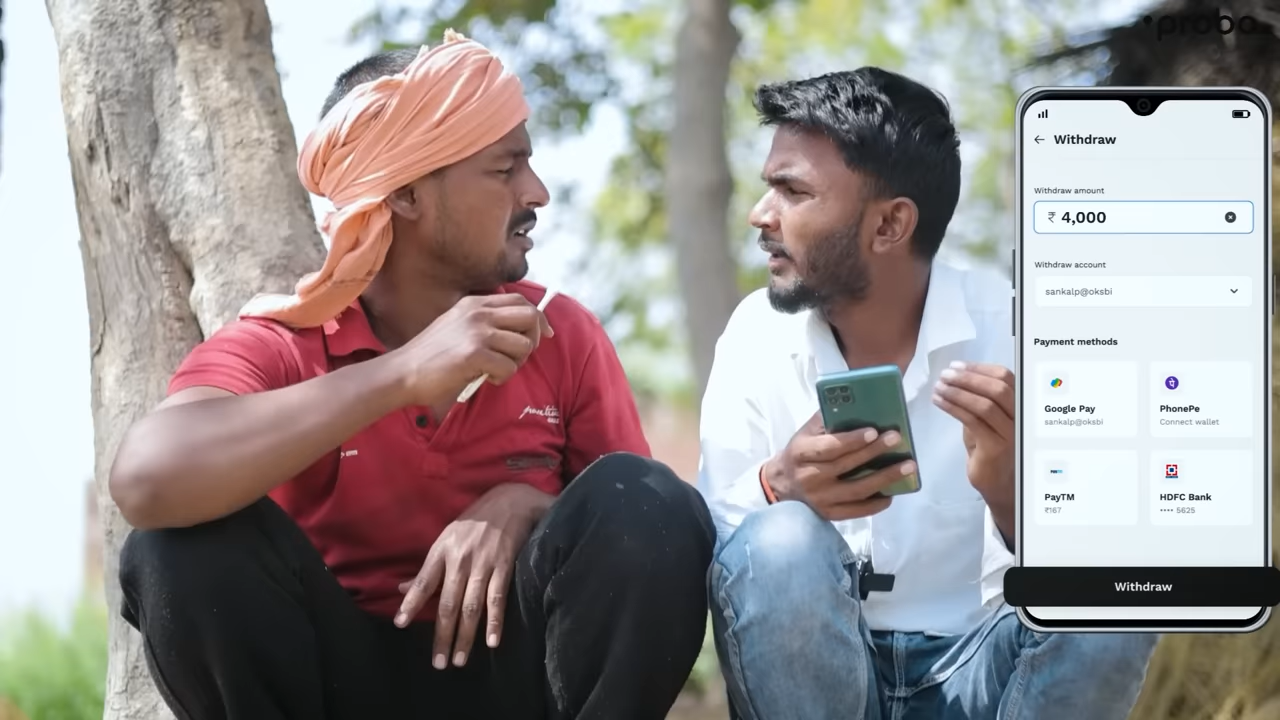 probo
Withdraw
Withdraw amount
₹ 4,000
Withdraw account
sankalp@oksbi
Payment methods
Google Pay
sankalp@oksbi
PhonePe
Connect wallet
PayTM
₹167
HDFC Bank
•••• 5625
Withdraw